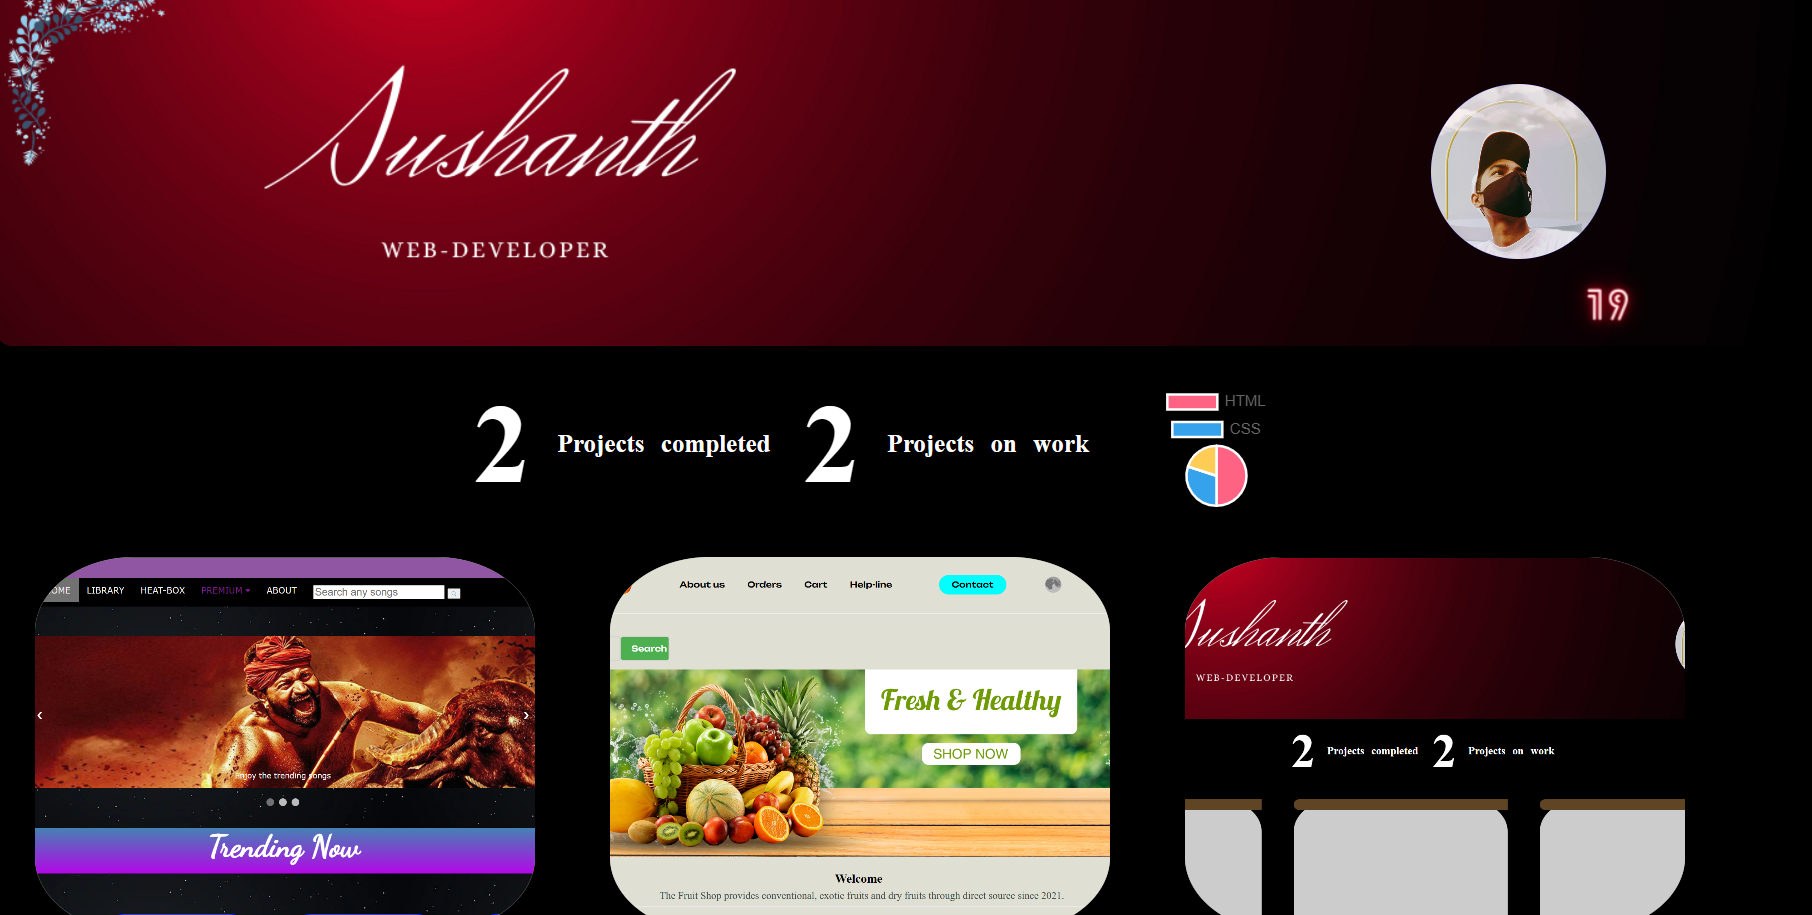 Sushanth
WEB-DEVELOPER
19
2 Projects completed 2 Projects on work
HTML
CSS
OME LIBRARY HEAT-BOX PREMIUM ABOUT Search any songs
Enjoy the trending songs
Trending Now
About us Orders Cart Help-line Contact
Search
Fresh & Healthy
SHOP NOW
Welcome
The Fruit Shop provides conventional, exotic fruits and dry fruits through direct source since 2021.
Sushanth
WEB-DEVELOPER
2 Projects completed 2 Projects on work